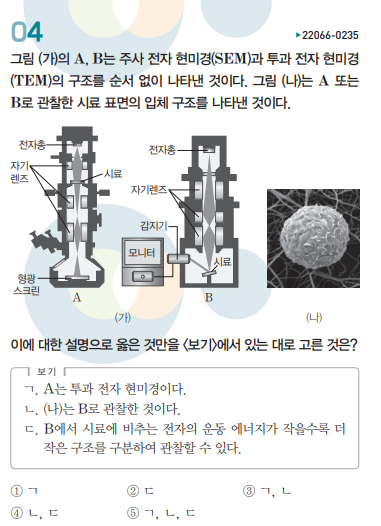 04
▶22066-0235
그림 (가)의 A, B는 주사 전자 현미경(SEM)과 투과 전자 현미경
(TEM)의 구조를 순서 없이 나타낸 것이다. 그림 (나)는 A 또는
B로 관찰한 시료 표면의 입체 구조를 나타낸 것이다.
전자총
자기
렌즈
시료
형광
스크린
A
전자총
자기렌즈
감지기
모니터
시료
B
(가)
(나)
이에 대한 설명으로 옳은 것만을 <보기>에서 있는 대로 고른 것은?
보기
ㄱ. A는 투과 전자 현미경이다.
ㄴ. (나)는 B로 관찰한 것이다.
ㄷ. B에서 시료에 비추는 전자의 운동 에너지가 작을수록 더
작은 구조를 구분하여 관찰할 수 있다.
① ㄱ ② ㄷ ③ ㄱ, ㄴ
④ ㄴ, ㄷ ⑤ ㄱ, ㄴ, ㄷ